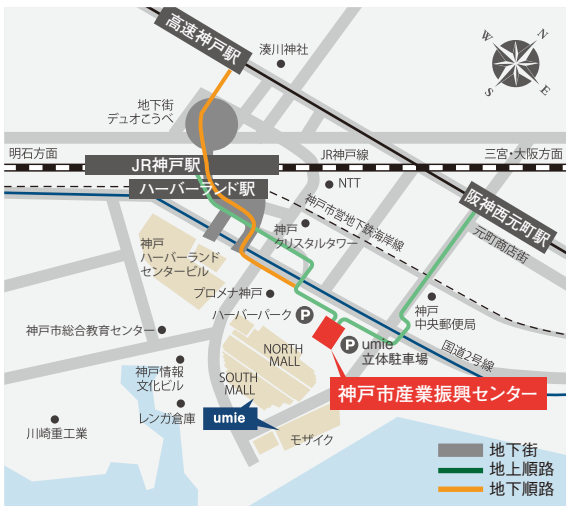 高速神戸駅
湊川神社
N
W
E
S
地下街
デュオこうべ
明石方面
JR神戸駅
JR神戸線
三宮・大阪方面
ハーバーランド駅
NTT
阪神西元町駅
神戸市営地下鉄海岸線
元町商店街
神戸
クリスタルタワー
神戸
ハーバーランド
センタービル
プロメナ神戸
ハーバーパーク
P
神戸
中央郵便局
神戸市総合教育センター
P
umie
立体駐車場
国道2号線
NORTH
MALL
神戸情報
文化ビル
SOUTH
MALL
神戸市産業振興センター
レンガ倉庫
umie
川崎重工業
モザイク
地下街
地上順路
地下順路